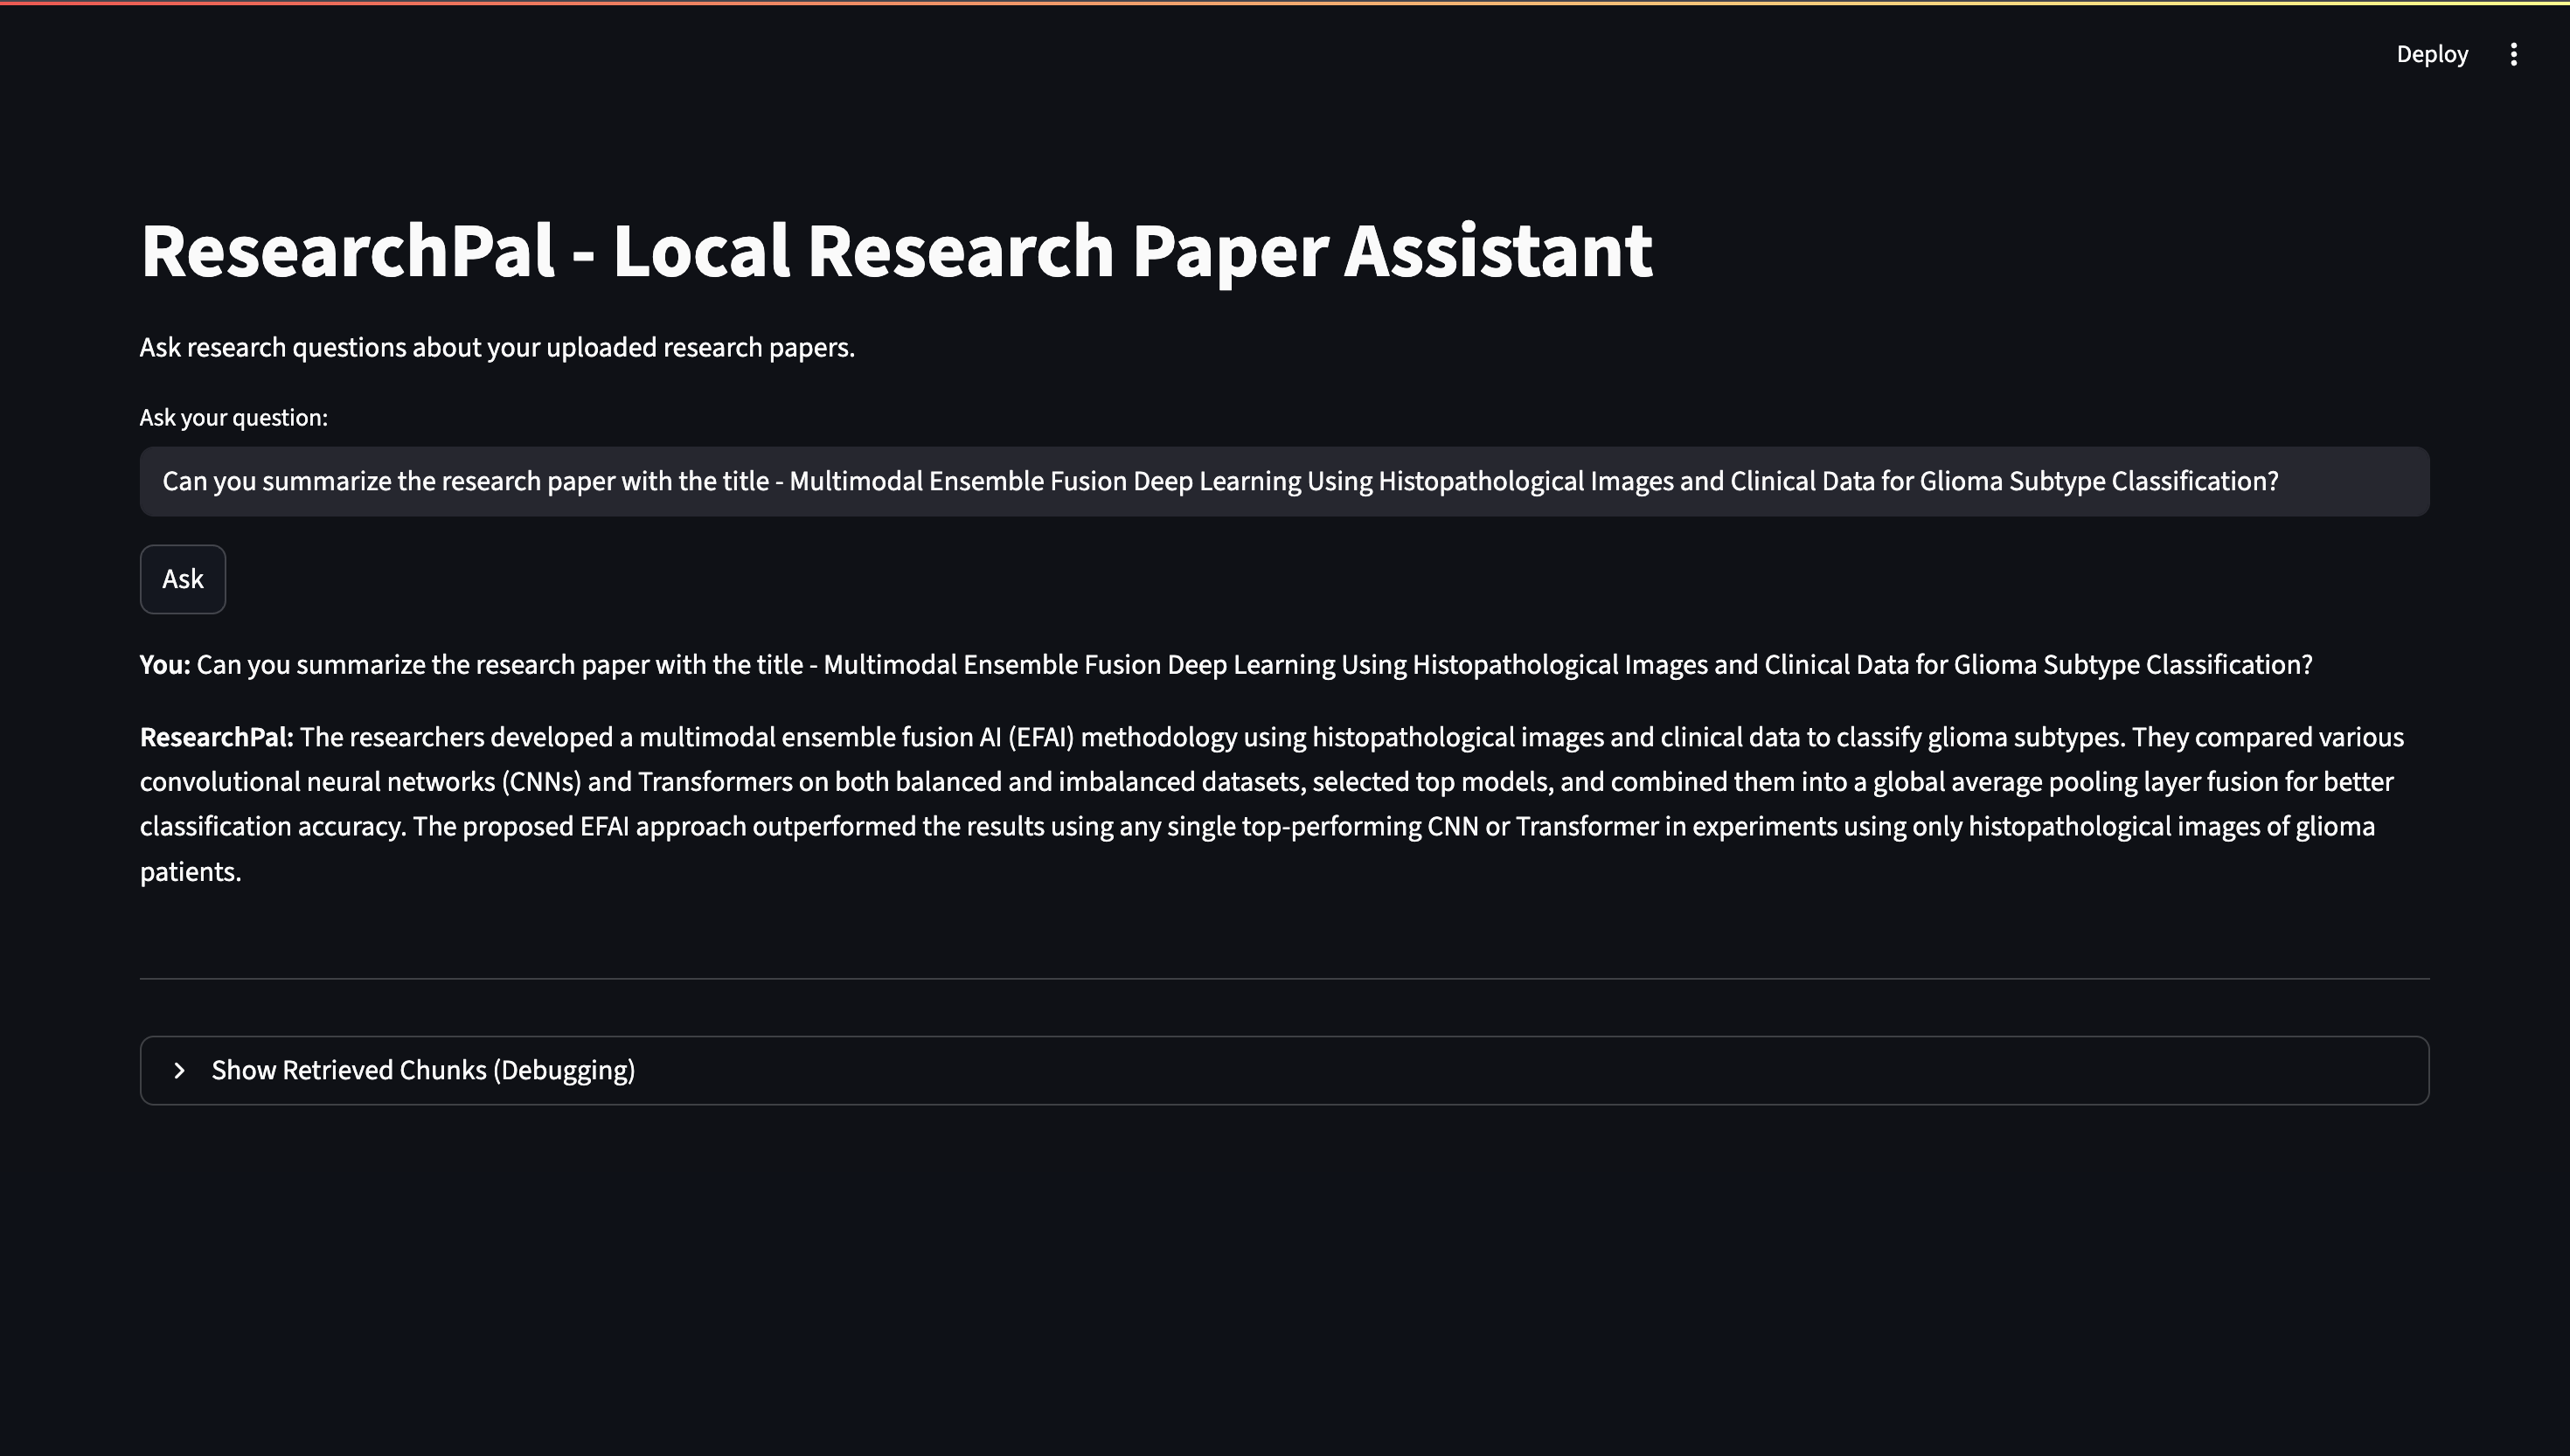 Deploy
ResearchPal - Local Research Paper Assistant
Ask research questions about your uploaded research papers.
Ask your question:
Can you summarize the research paper with the title - Multimodal Ensemble Fusion Deep Learning Using Histopathological Images and Clinical Data for Glioma Subtype Classification?
Ask
You: Can you summarize the research paper with the title - Multimodal Ensemble Fusion Deep Learning Using Histopathological Images and Clinical Data for Glioma Subtype Classification?
ResearchPal: The researchers developed a multimodal ensemble fusion AI (EFAI) methodology using histopathological images and clinical data to classify glioma subtypes. They compared various
convolutional neural networks (CNNs) and Transformers on both balanced and imbalanced datasets, selected top models, and combined them into a global average pooling layer fusion for better
classification accuracy. The proposed EFAI approach outperformed the results using any single top-performing CNN or Transformer in experiments using only histopathological images of glioma
patients.
Show Retrieved Chunks (Debugging)